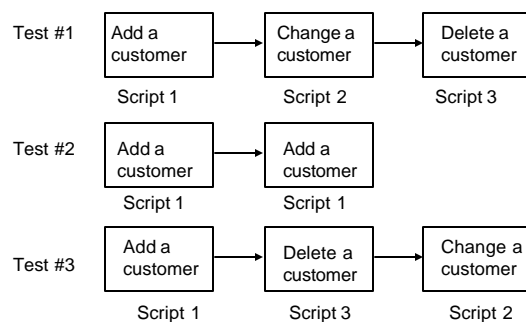 Test #1
Add a
customer
Change a
customer
Delete a
customer
Script 1
Script 2
Script 3
Test #2
Add a
customer
Add a
customer
Script 1
Script 1
Test #3
Add a
customer
Delete a
customer
Change a
customer
Script 1
Script 3
Script 2